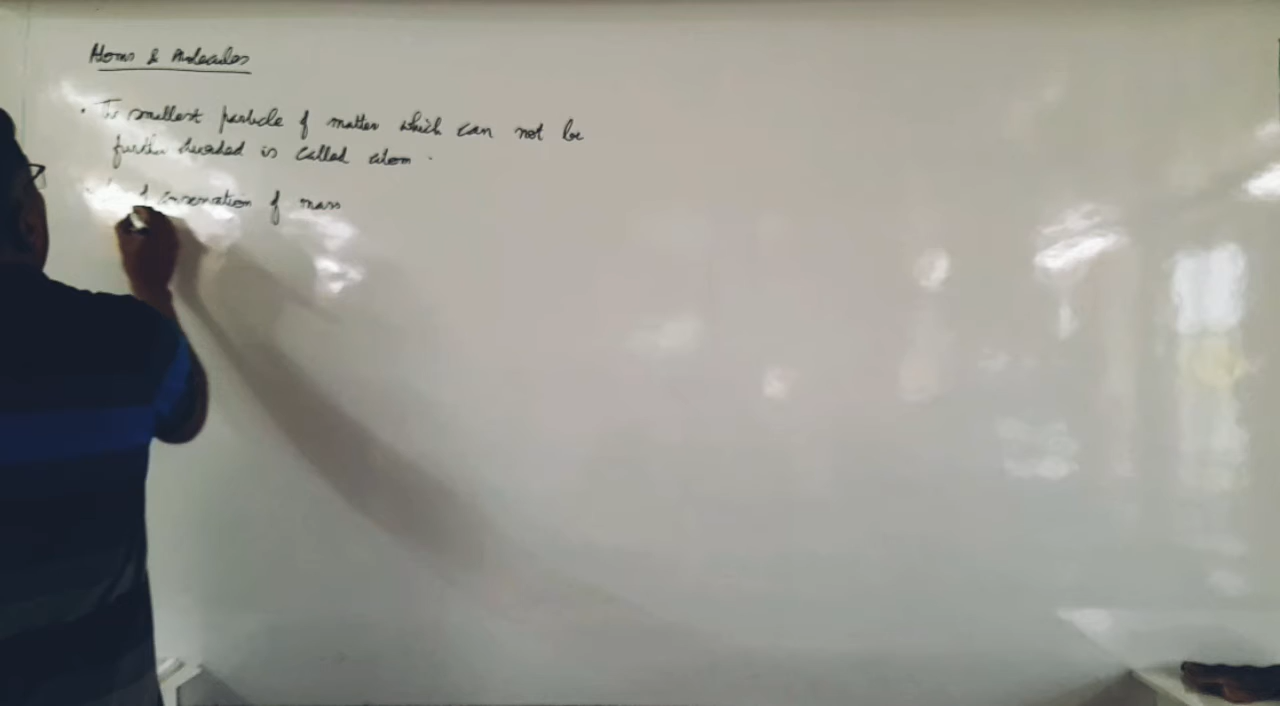 Atoms & Molecules
• The smallest particle of matter which can not be
further divided is called atom .
of conservation of mass